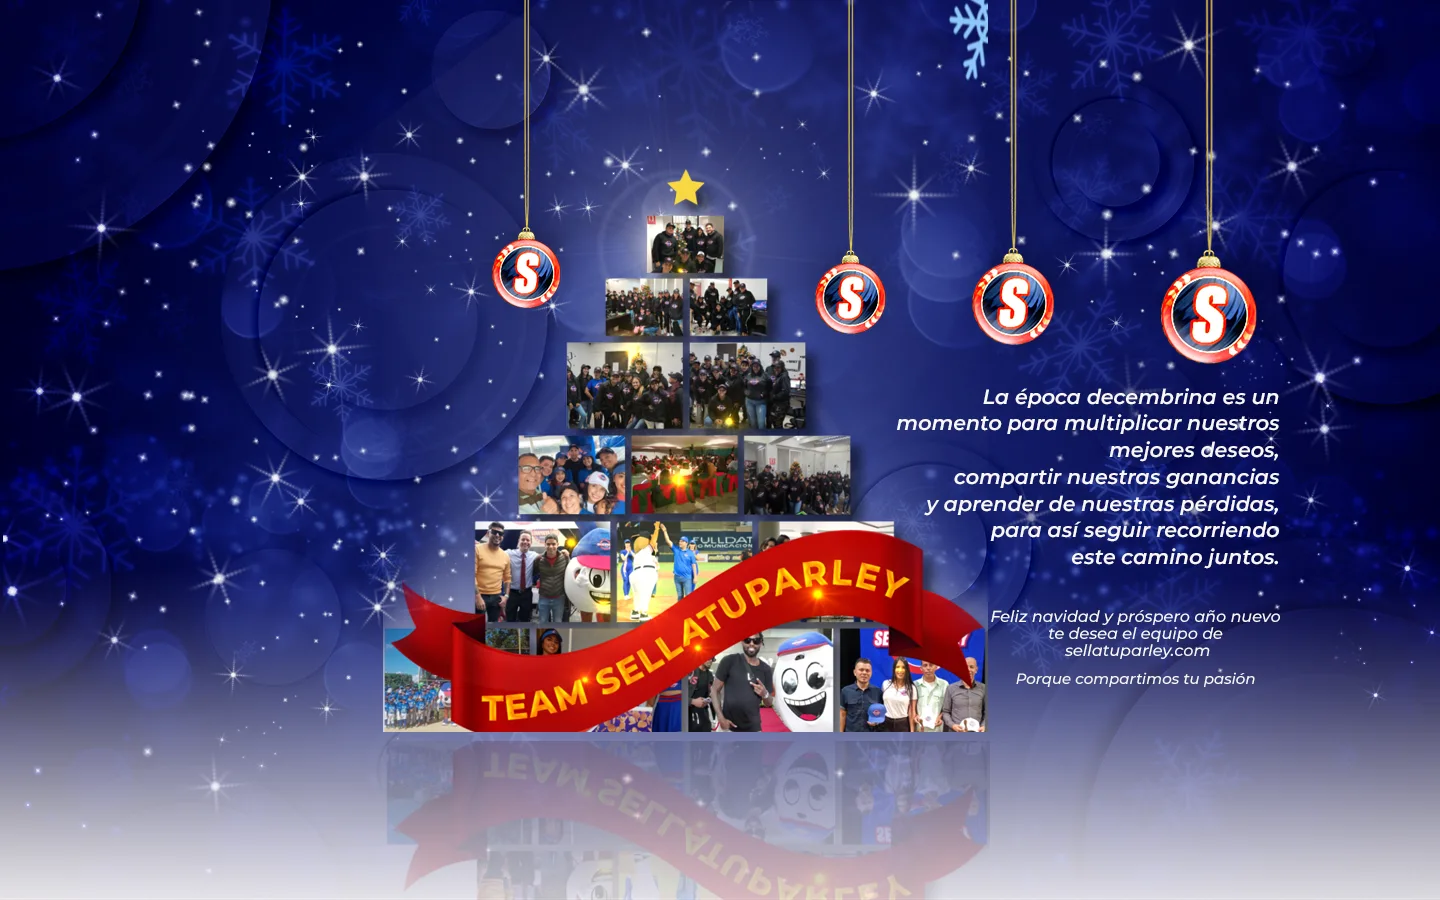 S
S
S
S
La época decembrina es un
momento para multiplicar nuestros
mejores deseos,
compartir nuestras ganancias
y aprender de nuestras pérdidas,
para así seguir recorriendo
este camino juntos.
FULLDAT
TEAM SELLATUPARLEY
Feliz navidad y próspero año nuevo
te desea el equipo de
sellatuparley.com
Porque compartimos tu pasión